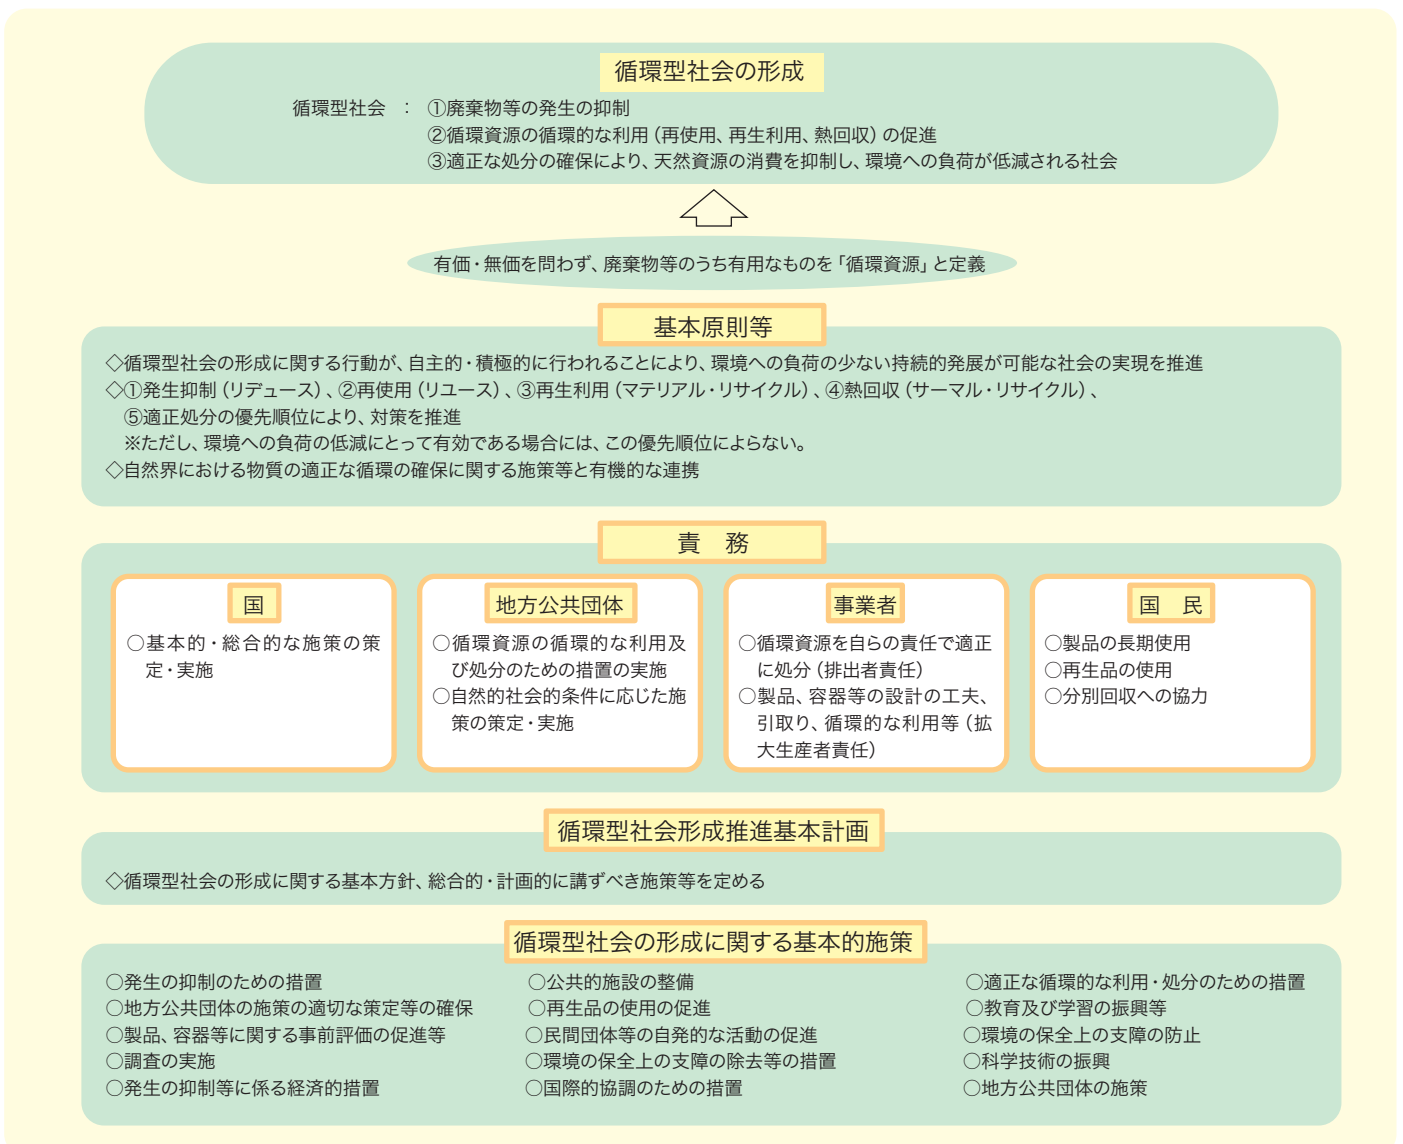 循環型社会の形成
循環型社会 : ①廃棄物等の発生の抑制
②循環資源の循環的な利用(再使用、再生利用、熱回収)の促進
③適正な処分の確保により、天然資源の消費を抑制し、環境への負荷が低減される社会
有価・無価を問わず、廃棄物等のうち有用なものを「循環資源」と定義
基本原則等
◇循環型社会の形成に関する行動が、自主的・積極的に行われることにより、環境への負荷の少ない持続的発展が可能な社会の実現を推進
◇①発生抑制(リデュース)、②再使用(リユース)、③再生利用(マテリアル・リサイクル)、④熱回収(サーマル・リサイクル)、
⑤適正処分の優先順位により、対策を推進
※ただし、環境への負荷の低減にとって有効である場合には、この優先順位によらない。
◇自然界における物質の適正な循環の確保に関する施策等と有機的な連携
責 務
国
○基本的・総合的な施策の策
定・実施
地方公共団体
○循環資源の循環的な利用及
び処分のための措置の実施
○自然的社会的条件に応じた施
策の策定・実施
事業者
○循環資源を自らの責任で適正
に処分(排出者責任)
○製品、容器等の設計の工夫、
引取り、循環的な利用等(拡
大生産者責任)
国 民
○製品の長期使用
○再生品の使用
○分別回収への協力
循環型社会形成推進基本計画
◇循環型社会の形成に関する基本方針、総合的・計画的に講ずべき施策等を定める
循環型社会の形成に関する基本的施策
○発生の抑制のための措置
○地方公共団体の施策の適切な策定等の確保
○製品、容器等に関する事前評価の促進等
○調査の実施
○発生の抑制等に係る経済的措置
○公共的施設の整備
○再生品の使用の促進
○民間団体等の自発的な活動の促進
○環境の保全上の支障の除去等の措置
○国際的協調のための措置
○適正な循環的な利用・処分のための措置
○教育及び学習の振興等
○環境の保全上の支障の防止
○科学技術の振興
○地方公共団体の施策